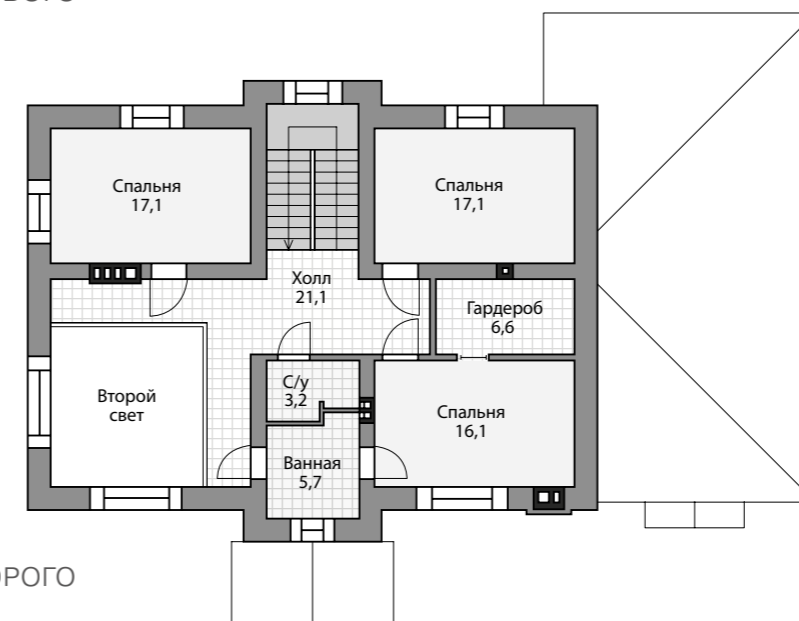 Спальня
17,1
Спальня
17,1
Холл
21,1
Гардероб
6,6
С/у
3,2
Второй
свет
Спальня
16,1
Ванная
5,7